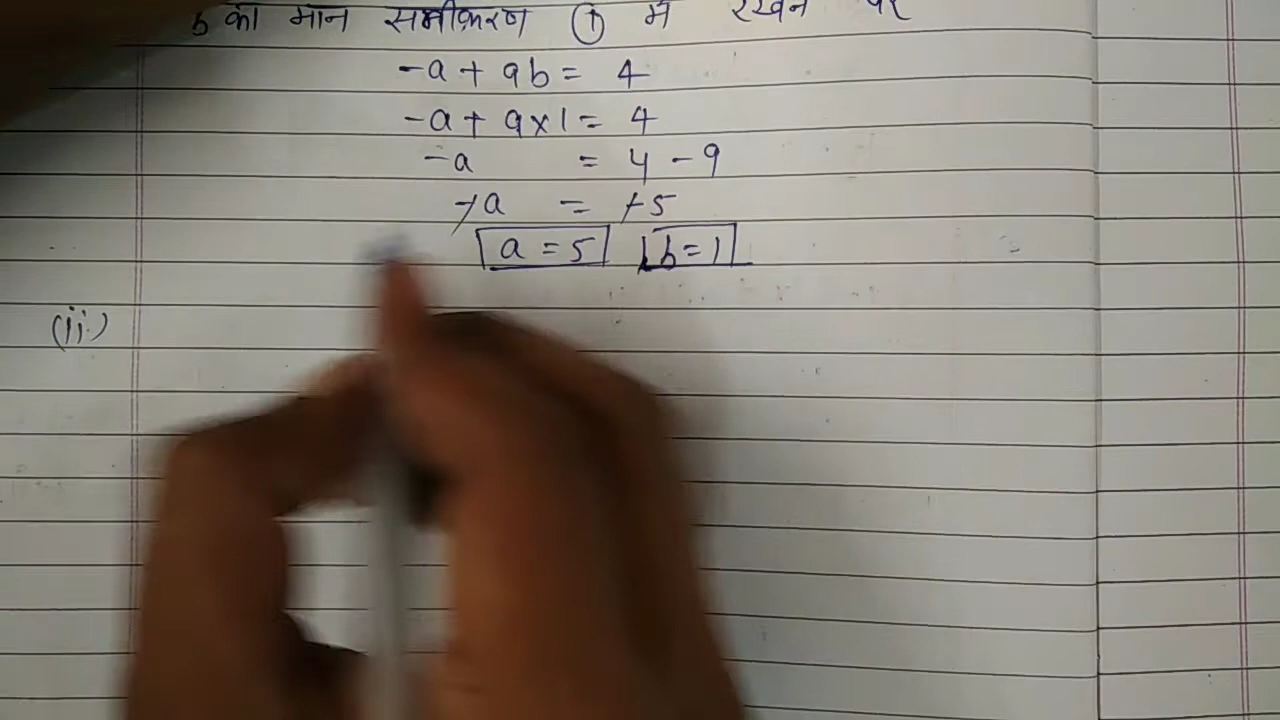 b का मान समीकरण ① में रखने पर
-a + 9b = 4
-a + 9×1 = 4
-a = 4 - 9
-a = -5
a = 5 b = 1
(ii)